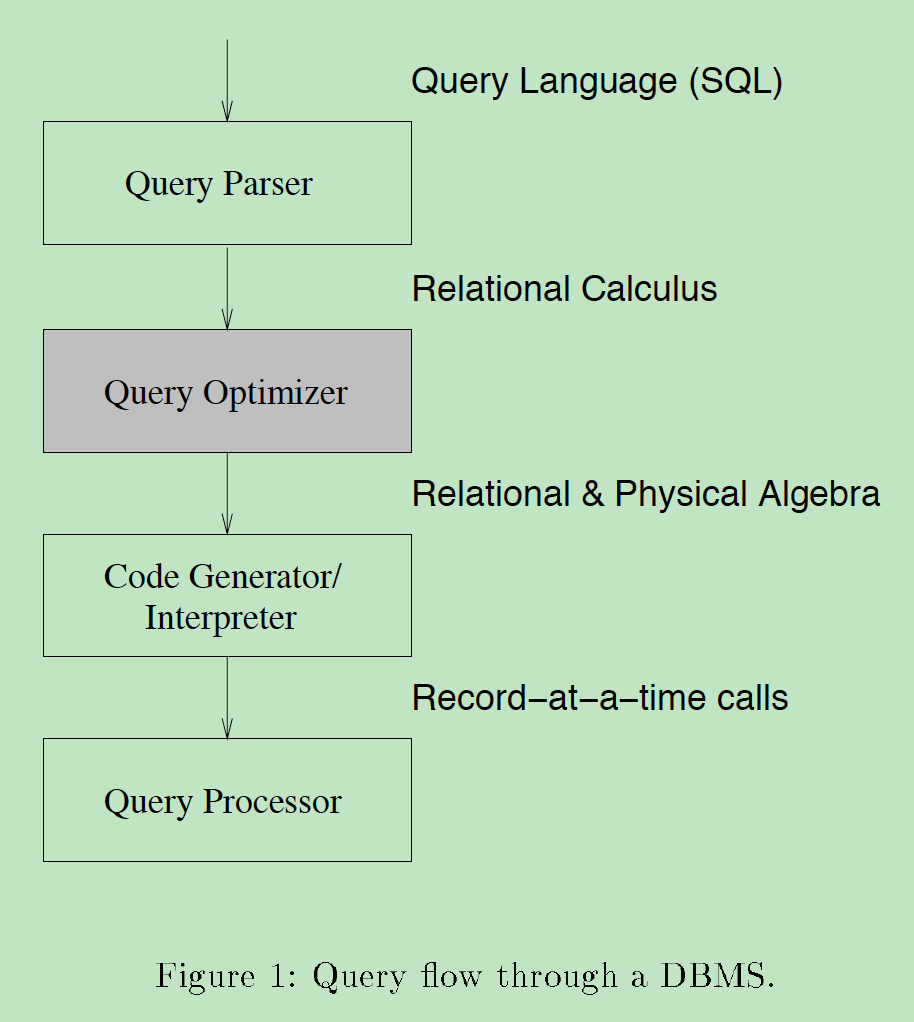 Query Language (SQL)
Query Parser
Relational Calculus
Query Optimizer
Relational & Physical Algebra
Code Generator/
Interpreter
Record−at−a−time calls
Query Processor
Figure 1: Query flow through a DBMS.